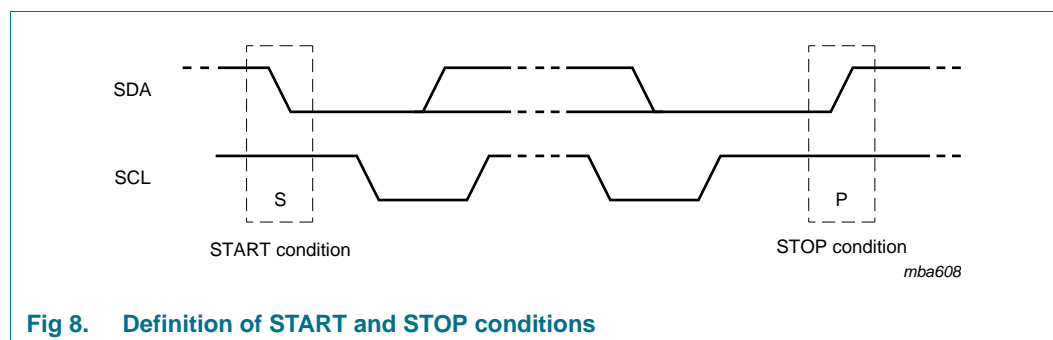 SDA
SCL
S
P
START condition
STOP condition
mba608
Fig 8. Definition of START and STOP conditions